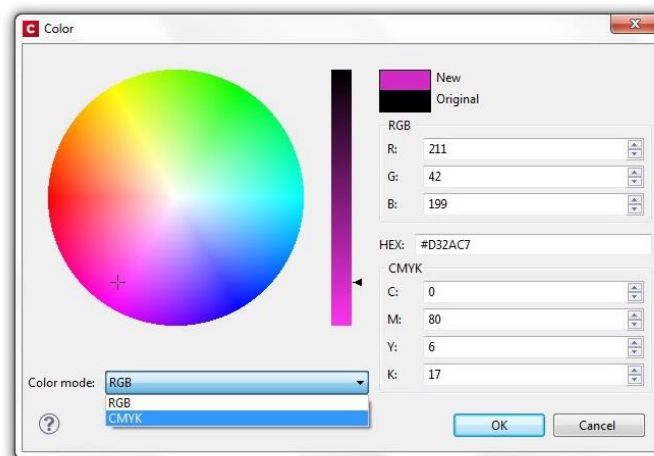 C Color
x
New
Original
RGB
R: 211
G: 42
B: 199
HEX: #D32AC7
CMYK
C: 0
M: 80
Y: 6
K: 17
Color mode: RGB
RGB
CMYK
?
OK
Cancel